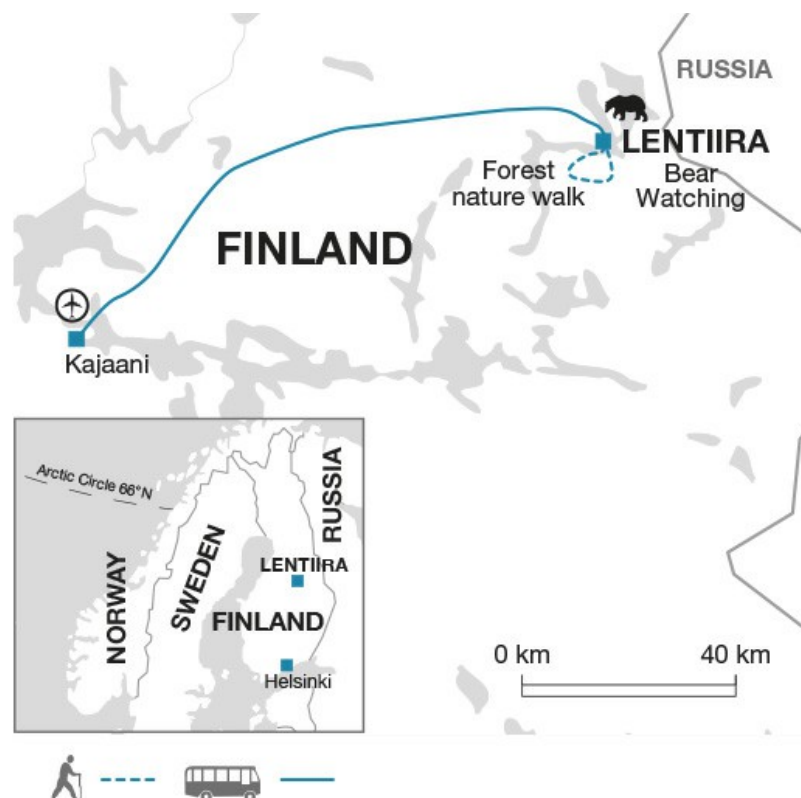 RUSSIA
LENTIIRA
Forest
nature walk
Bear
Watching
FINLAND
Kajaani
Arctic Circle 66°N
NORWAY
SWEDEN
RUSSIA
LENTIIRA
FINLAND
Helsinki
0 km 40 km